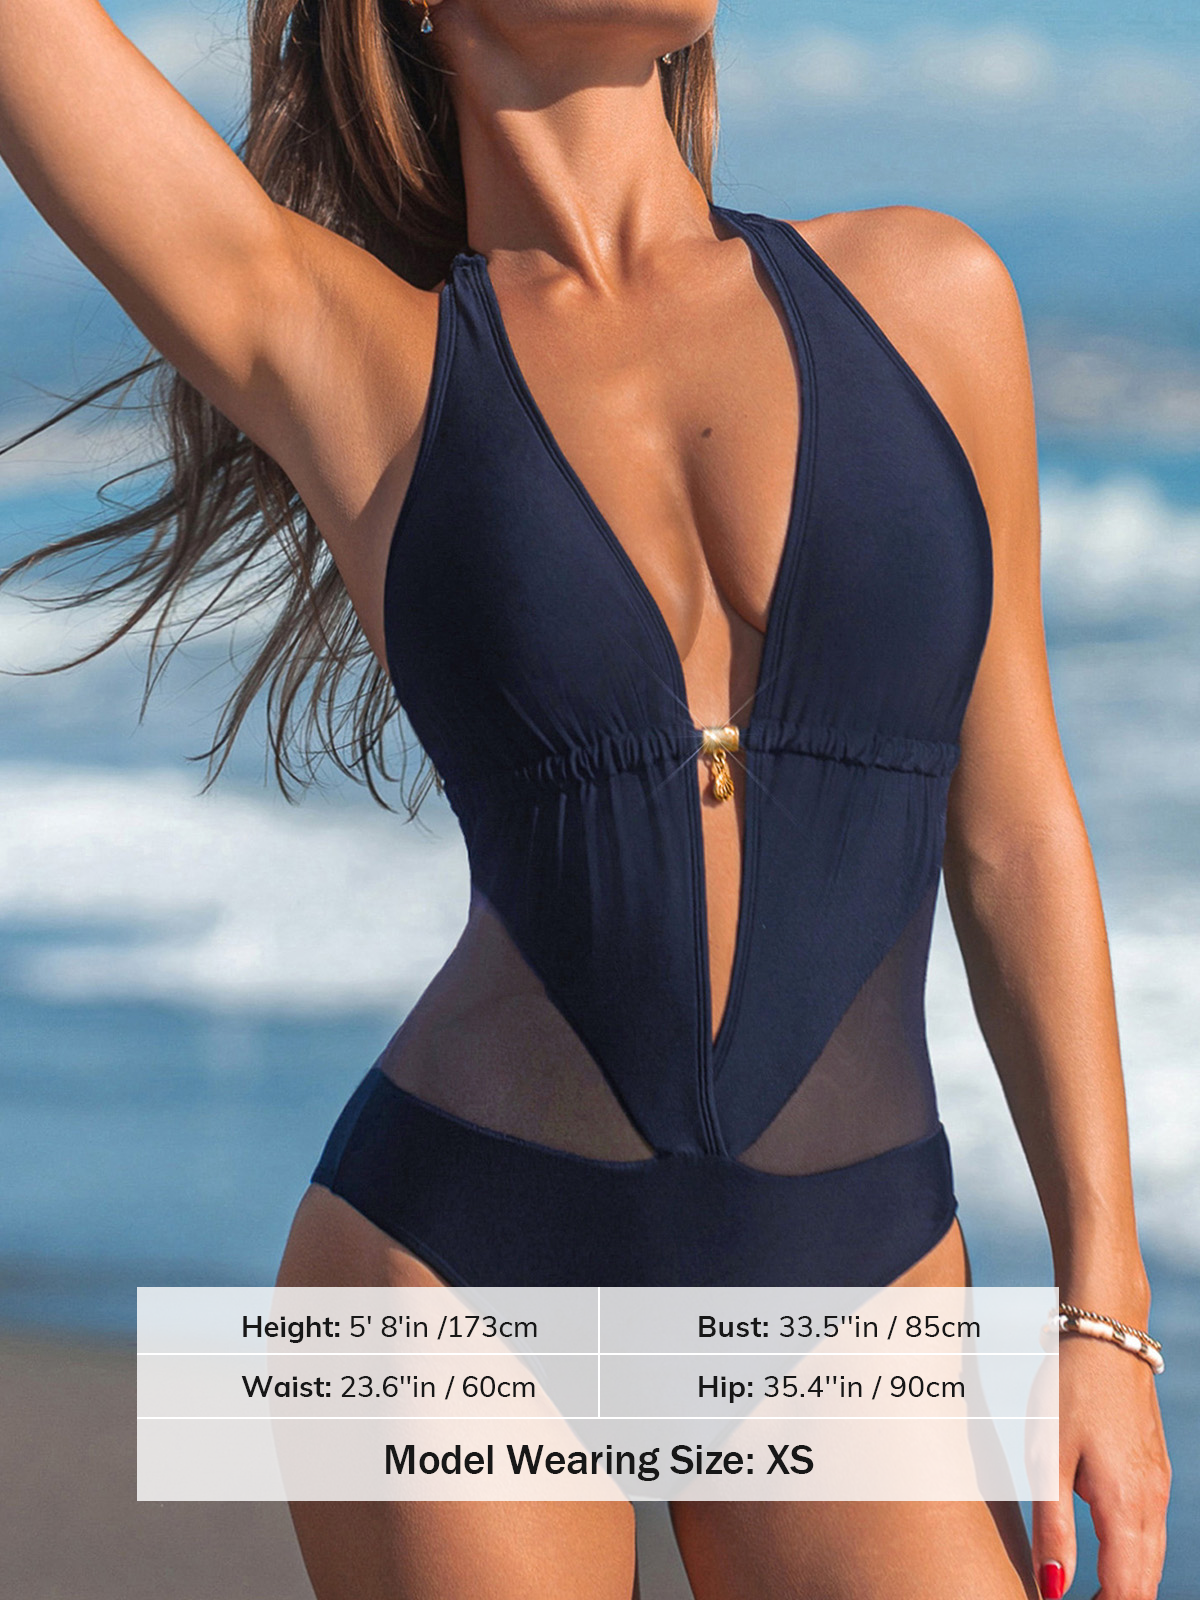 Height: 5' 8'in /173cm
Bust: 33.5''in / 85cm
Waist: 23.6''in / 60cm
Hip: 35.4''in / 90cm
Model Wearing Size: XS